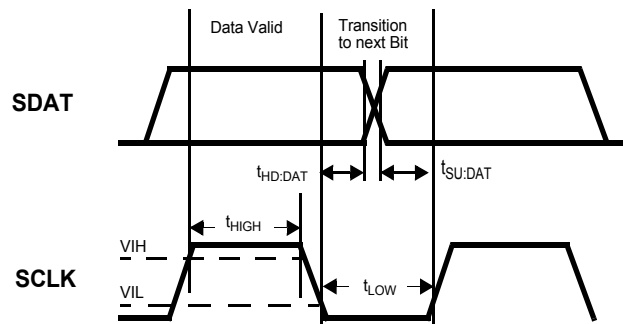 Data Valid
Transition
to next Bit
SDAT
tHD:DAT
tSU:DAT
tHIGH
VIH
SCLK
tLOW
VIL